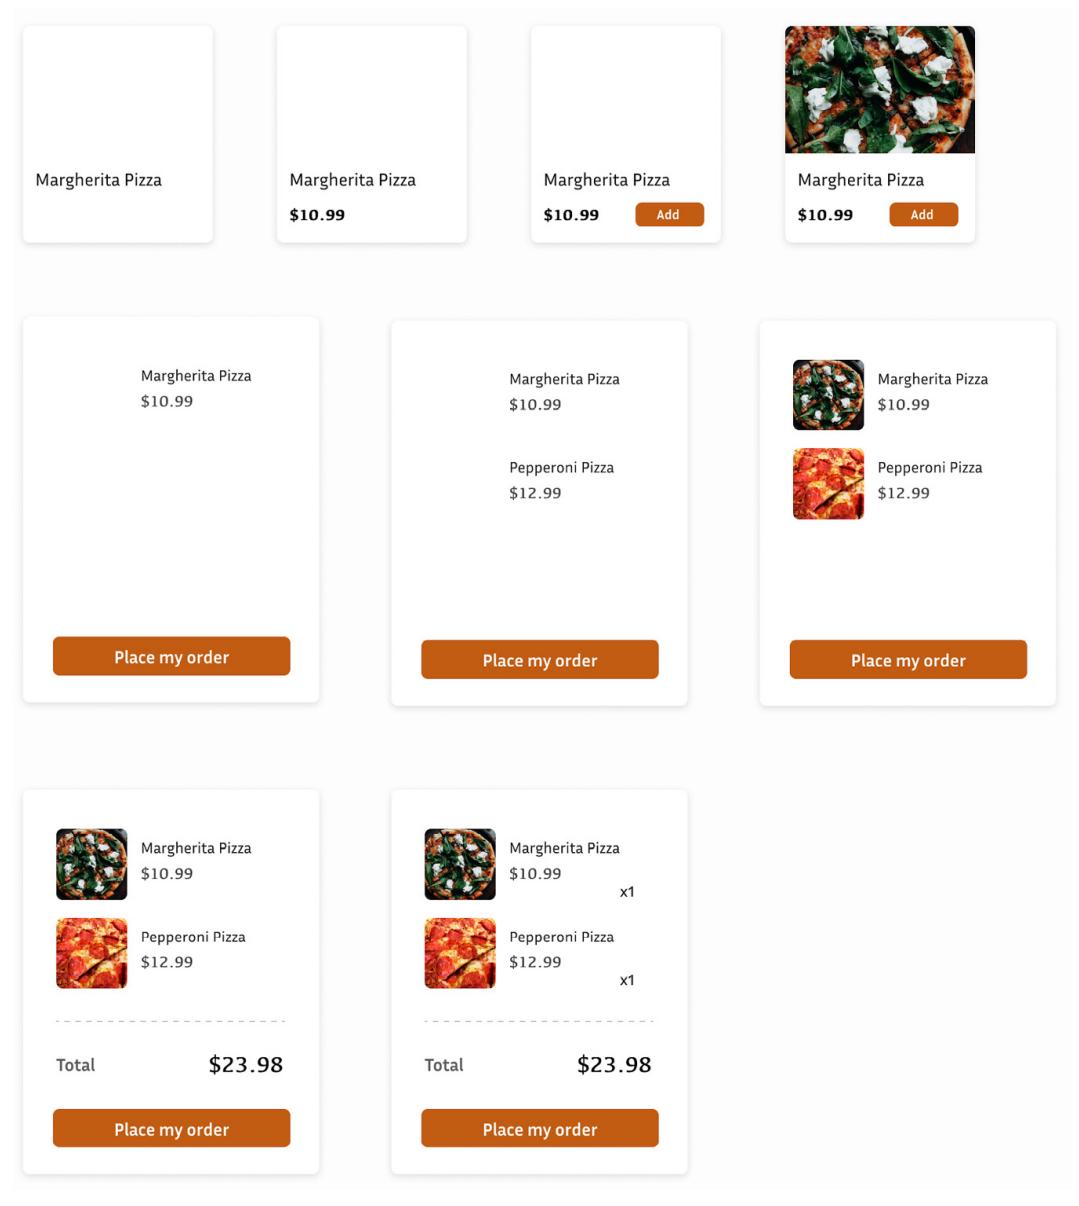 Margherita Pizza
Margherita Pizza
$10.99
Margherita Pizza
$10.99 Add
Margherita Pizza
$10.99 Add
Margherita Pizza
$10.99
Place my order
Margherita Pizza
$10.99
Pepperoni Pizza
$12.99
Place my order
Margherita Pizza
$10.99
Pepperoni Pizza
$12.99
Place my order
Margherita Pizza
$10.99
Pepperoni Pizza
$12.99
Total $23.98
Place my order
Margherita Pizza
$10.99
x1
Pepperoni Pizza
$12.99
x1
Total $23.98
Place my order